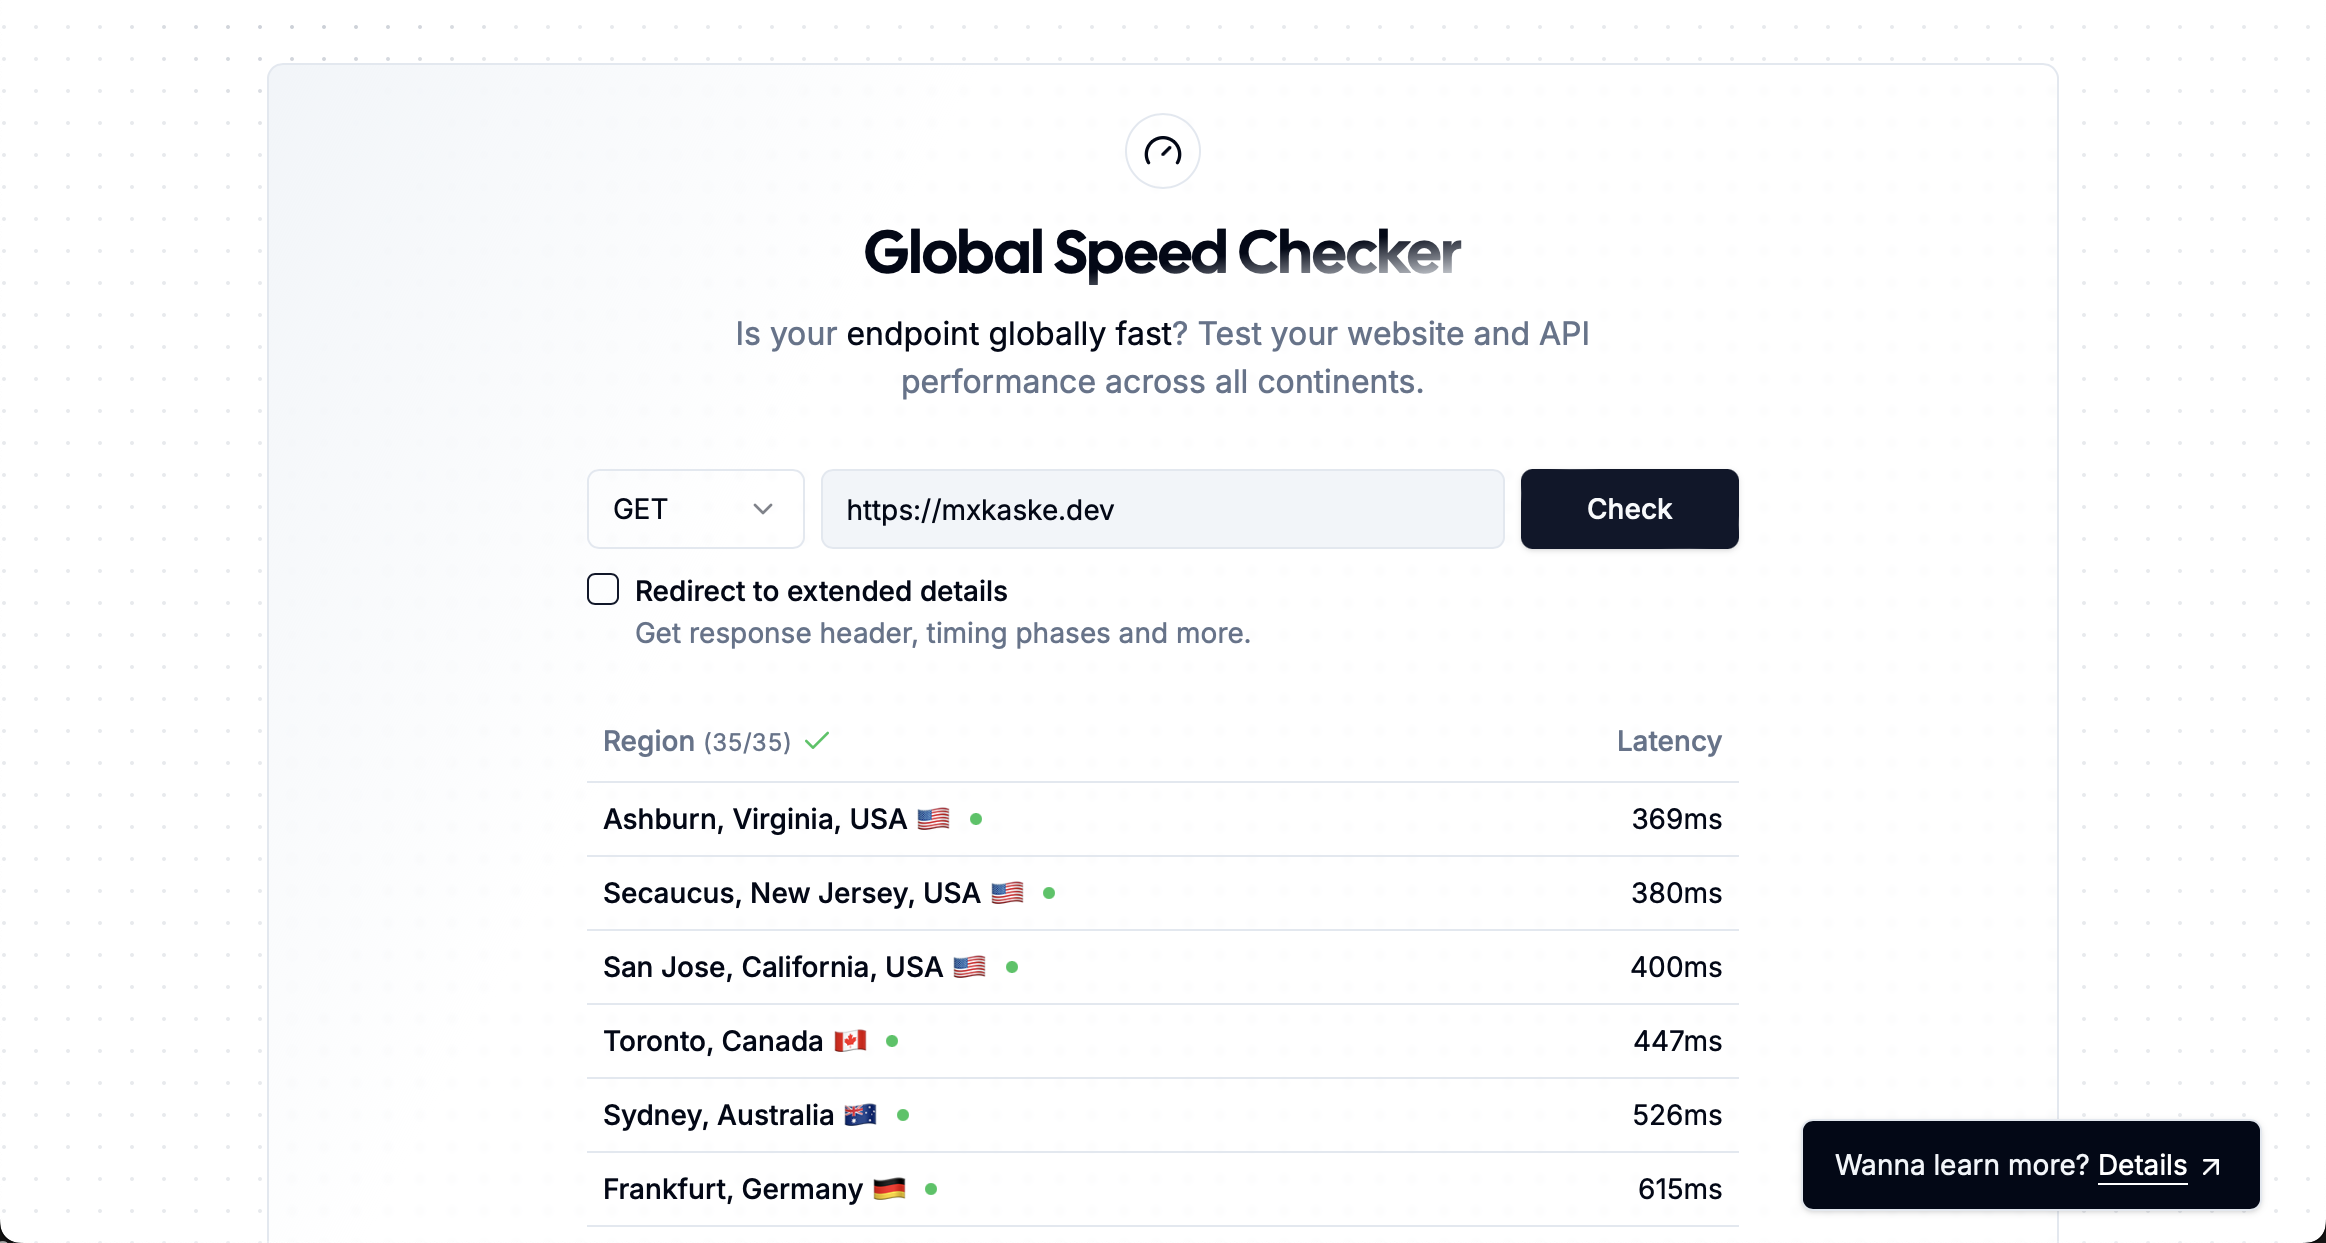 Global Speed Checker
Is your endpoint globally fast? Test your website and API
performance across all continents.
GET https://mxkaske.dev Check
Redirect to extended details
Get response header, timing phases and more.
Region (35/35) Latency
Ashburn, Virginia, USA 🇺🇸 369ms
Secaucus, New Jersey, USA 🇺🇸 380ms
San Jose, California, USA 🇺🇸 400ms
Toronto, Canada 🇨🇦 447ms
Sydney, Australia 🇦🇺 526ms
Frankfurt, Germany 🇩🇪 615ms
Wanna learn more? Details